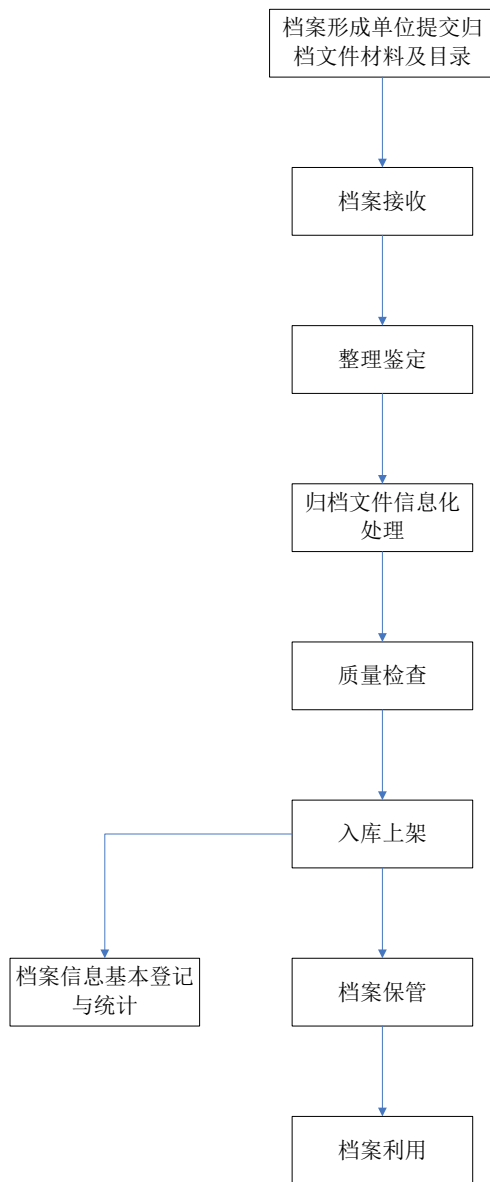 档案形成单位提交归
档文件材料及目录
档案接收
整理鉴定
归档文件信息化
处理
质量检查
入库上架
档案信息基本登记
与统计
档案保管
档案利用